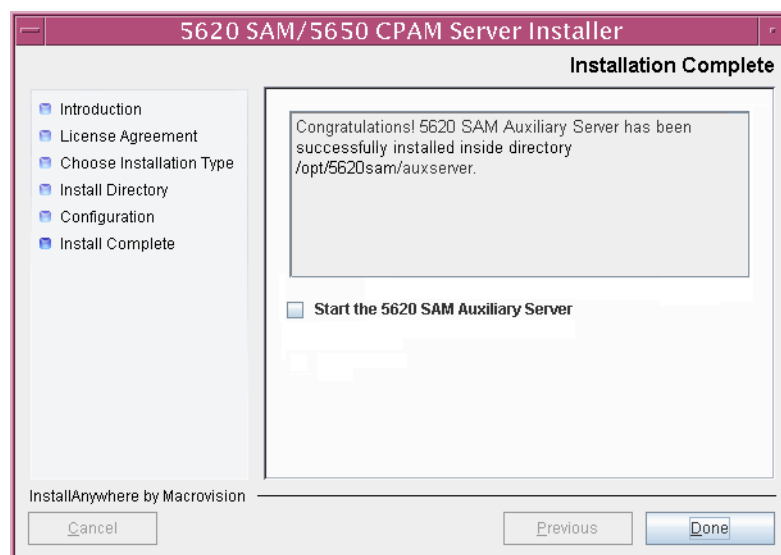 5620 SAM/5650 CPAM Server Installer
Installation Complete
Introduction
License Agreement
Choose Installation Type
Install Directory
Configuration
Install Complete
Congratulations! 5620 SAM Auxiliary Server has been
successfully installed inside directory
/opt/5620sam/auxserver.
Start the 5620 SAM Auxiliary Server
InstallAnywhere by Macrovision
Cancel
Previous
Done